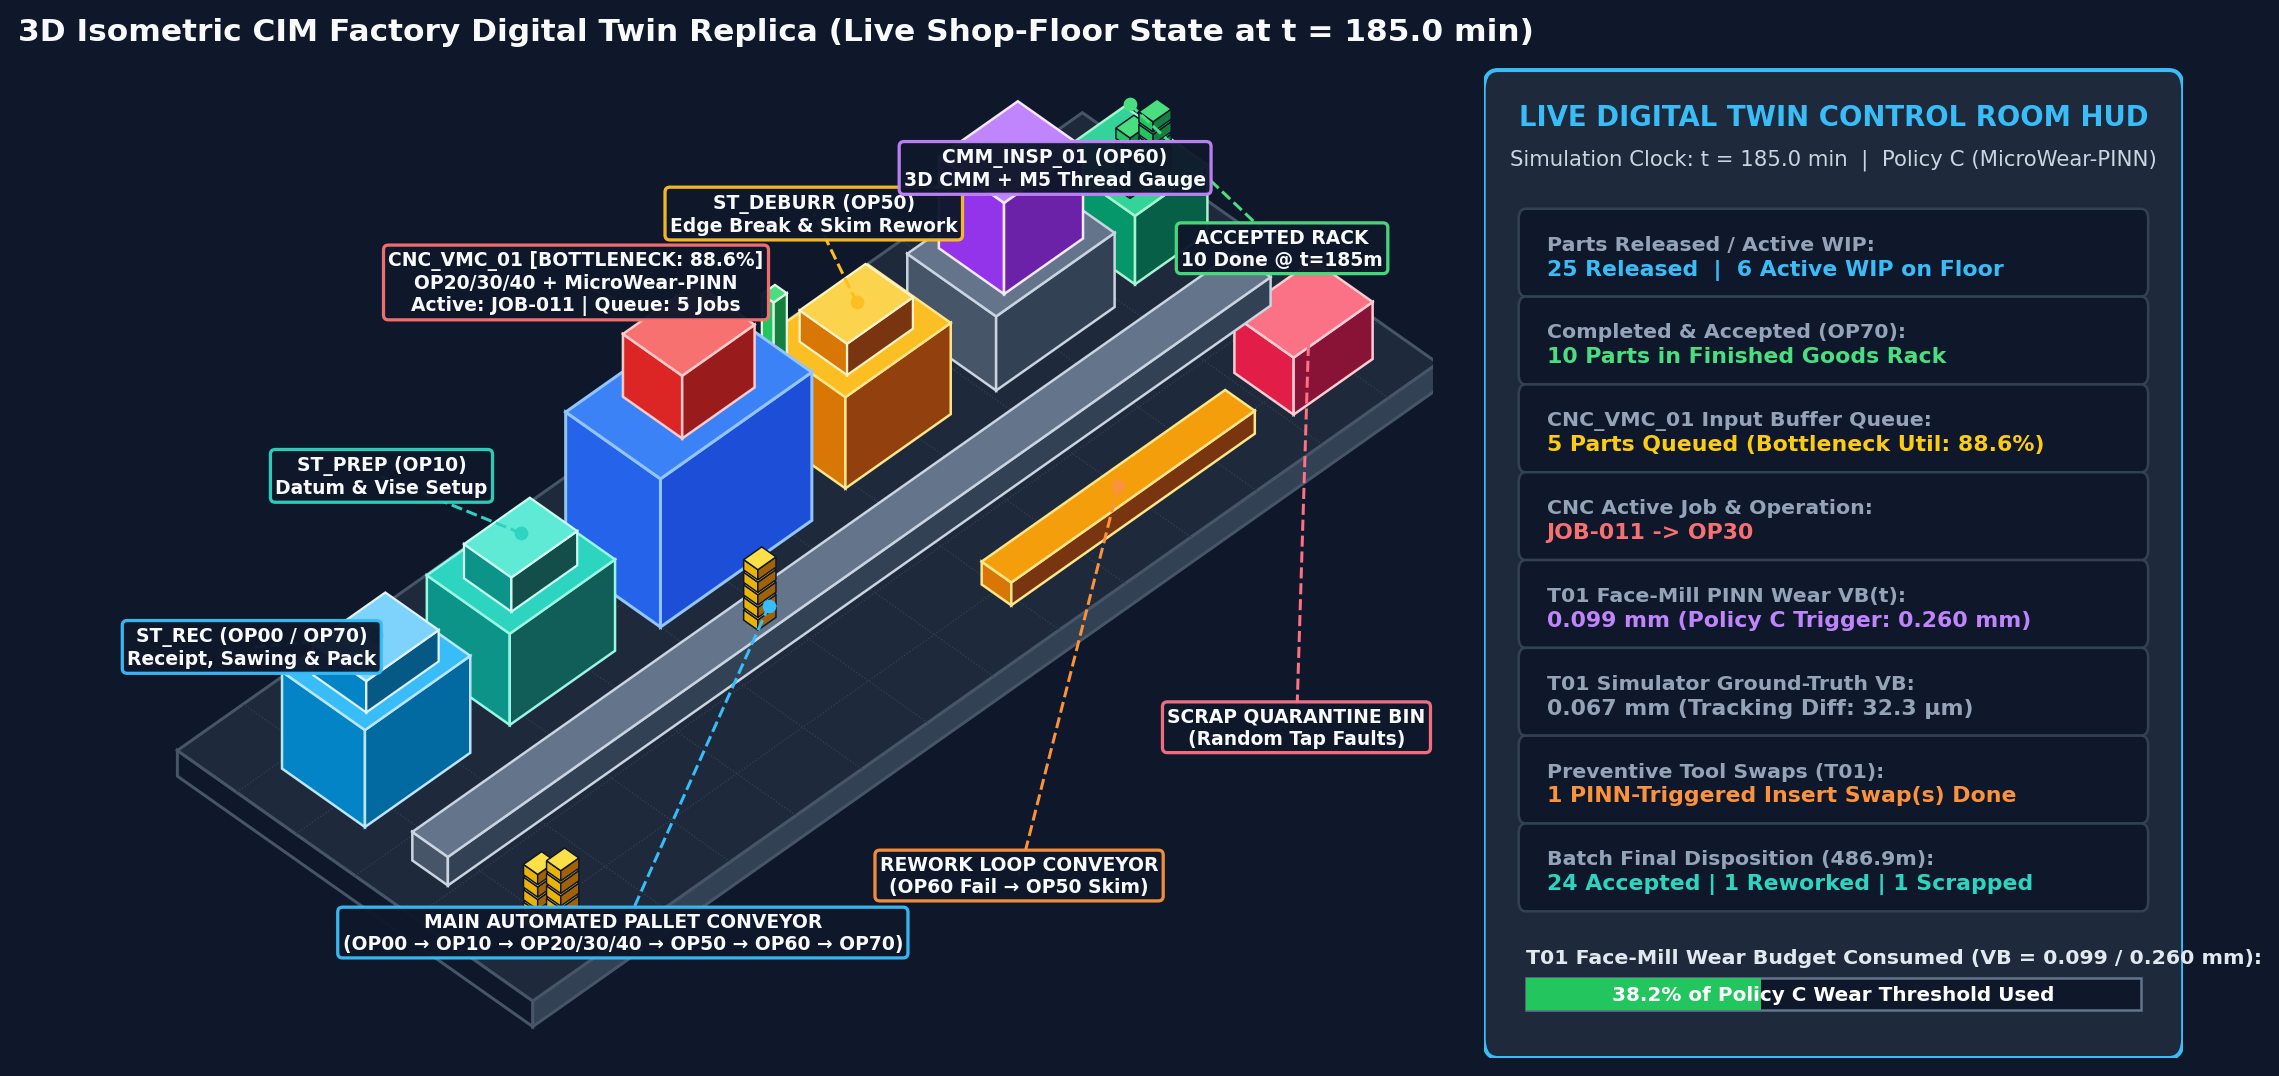 3D Isometric CIM Factory Digital Twin Replica (Live Shop-Floor State at t = 185.0 min)
CMM_INSP_01 (OP60)
3D CMM + M5 Thread Gauge
ST_DEBURR (OP50)
Edge Break & Skim Rework
ACCEPTED RACK
10 Done @ t=185m
CNC_VMC_01 [BOTTLENECK: 88.6%]
OP20/30/40 + MicroWear-PINN
Active: JOB-011 | Queue: 5 Jobs
ST_PREP (OP10)
Datum & Vise Setup
ST_REC (OP00 / OP70)
Receipt, Sawing & Pack
SCRAP QUARANTINE BIN
(Random Tap Faults)
REWORK LOOP CONVEYOR
(OP60 Fail → OP50 Skim)
MAIN AUTOMATED PALLET CONVEYOR
(OP00 → OP10 → OP20/30/40 → OP50 → OP60 → OP70)
LIVE DIGITAL TWIN CONTROL ROOM HUD
Simulation Clock: t = 185.0 min | Policy C (MicroWear-PINN)
Parts Released / Active WIP:
25 Released | 6 Active WIP on Floor
Completed & Accepted (OP70):
10 Parts in Finished Goods Rack
CNC_VMC_01 Input Buffer Queue:
5 Parts Queued (Bottleneck Util: 88.6%)
CNC Active Job & Operation:
JOB-011 -> OP30
T01 Face-Mill PINN Wear VB(t):
0.099 mm (Policy C Trigger: 0.260 mm)
T01 Simulator Ground-Truth VB:
0.067 mm (Tracking Diff: 32.3 µm)
Preventive Tool Swaps (T01):
1 PINN-Triggered Insert Swap(s) Done
Batch Final Disposition (486.9m):
24 Accepted | 1 Reworked | 1 Scrapped
T01 Face-Mill Wear Budget Consumed (VB = 0.099 / 0.260 mm):
38.2% of Policy C Wear Threshold Used